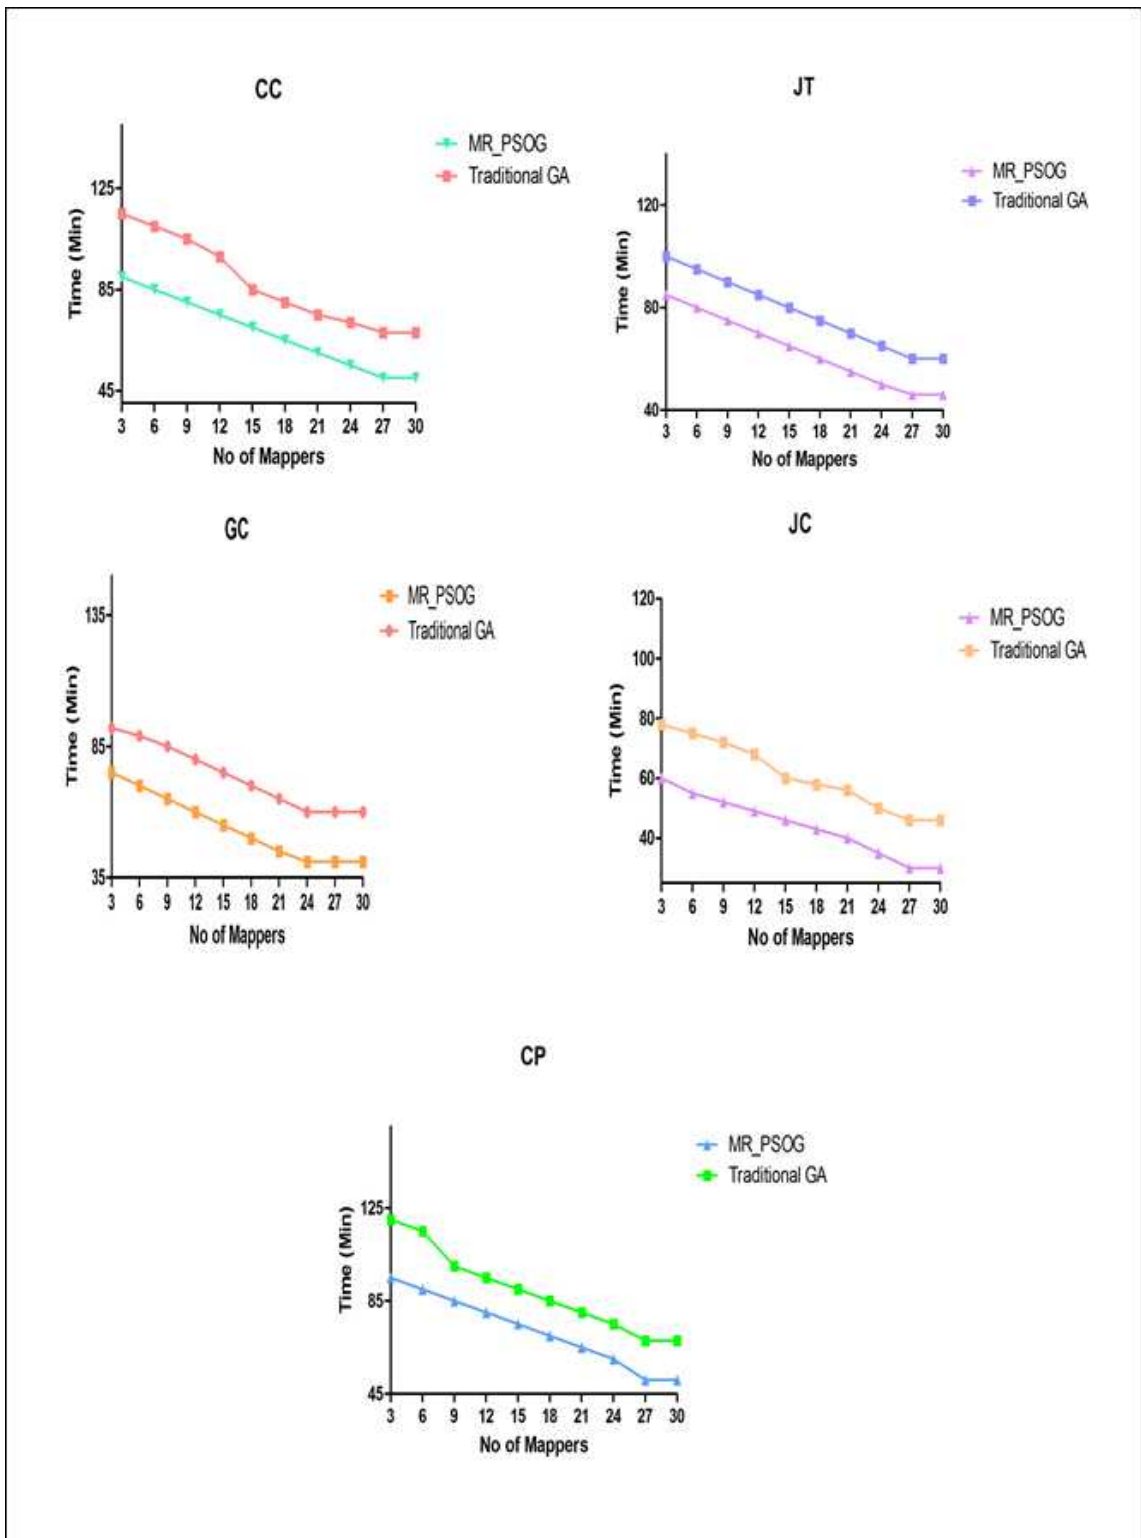 CC
MR_PSOG
Traditional GA
Time (Min)
125
85
45
3 6 9 12 15 18 21 24 27 30
No of Mappers
JT
MR_PSOG
Traditional GA
Time (Min)
120
80
40
3 6 9 12 15 18 21 24 27 30
No of Mappers
GC
MR_PSOG
Traditional GA
Time (Min)
135
85
35
3 6 9 12 15 18 21 24 27 30
No of Mappers
JC
MR_PSOG
Traditional GA
Time (Min)
120
100
80
60
40
3 6 9 12 15 18 21 24 27 30
No of Mappers
CP
MR_PSOG
Traditional GA
Time (Min)
125
85
45
3 6 9 12 15 18 21 24 27 30
No of Mappers